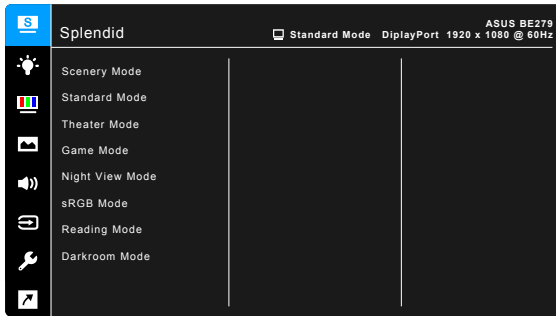 S
Splendid
ASUS BE279
Standard Mode DiplayPort 1920 x 1080 @ 60Hz
Scenery Mode
Standard Mode
Theater Mode
Game Mode
Night View Mode
sRGB Mode
Reading Mode
Darkroom Mode